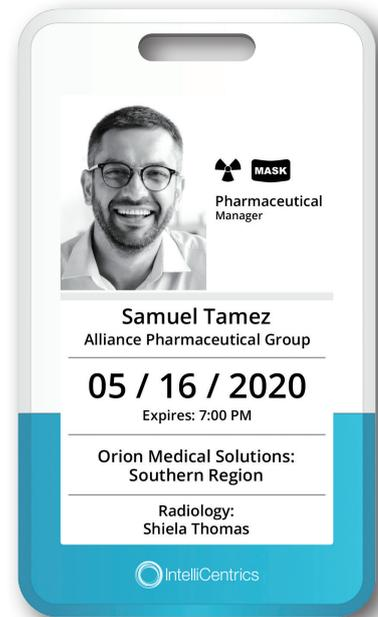 MASK
Pharmaceutical
Manager
Samuel Tamez
Alliance Pharmaceutical Group
05 / 16 / 2020
Expires: 7:00 PM
Orion Medical Solutions:
Southern Region
Radiology:
Shiela Thomas
IntelliCentrics